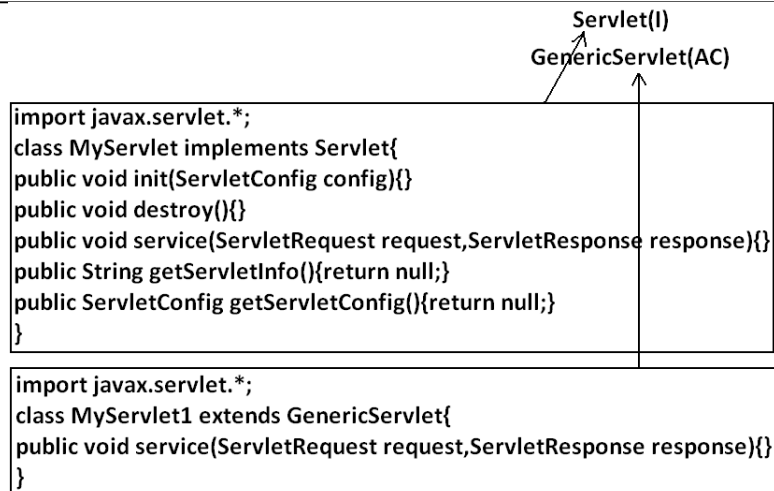 Servlet(I)
GenericServlet(AC)
import javax.servlet.*;
class MyServlet implements Servlet{
public void init(ServletConfig config){}
public void destroy(){}
public void service(ServletRequest request,ServletResponse response){}
public String getServletInfo(){return null;}
public ServletConfig getServletConfig(){return null;}
}
import javax.servlet.*;
class MyServlet1 extends GenericServlet{
public void service(ServletRequest request,ServletResponse response){}
}